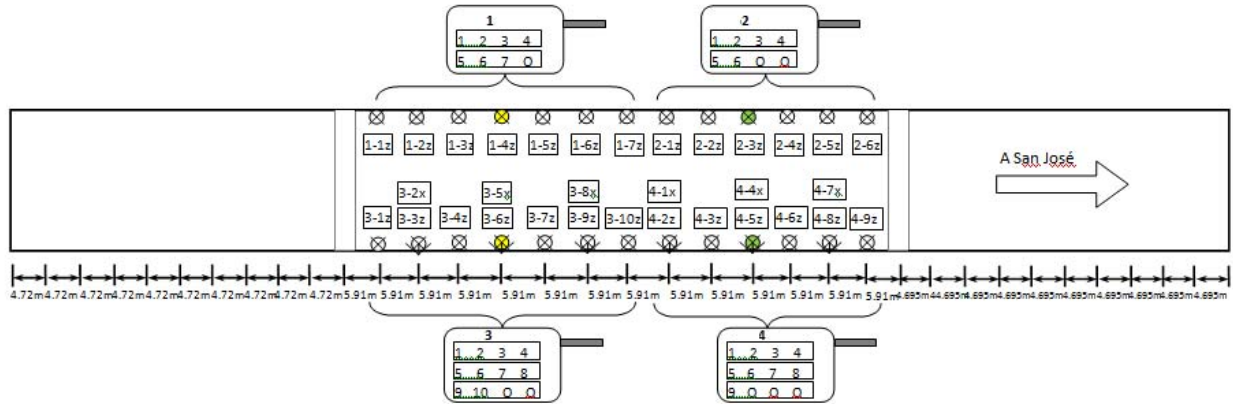 1
1 2 3 4
5 6 7 O
2
1 2 3 4
5 6 O O
1-1z 1-2z 1-3z 1-4z 1-5z 1-6z 1-7z 2-1z 2-2z 2-3z 2-4z 2-5z 2-6z
A San José
3-2x 3-5x 3-8x 4-1x 4-4x 4-7x
3-1z 3-3z 3-4z 3-6z 3-7z 3-9z 3-10z 4-2z 4-3z 4-5z 4-6z 4-8z 4-9z
4.72m 4.72m 4.72m 4.72m 4.72m 4.72m 4.72m 4.72m 4.72m 4.72m 5.91m 5.91m 5.91m 5.91m 5.91m 5.91m 5.91m 5.91m 5.91m 5.91m 5.91m 5.91m 5.91m 4.695m 4.695m 4.695m 4.695m 4.695m 4.695m 4.695m 4.695m 4.695m
3
1 2 3 4
5 6 7 8
9 10 O O
4
1 2 3 4
5 6 7 8
9 O O O